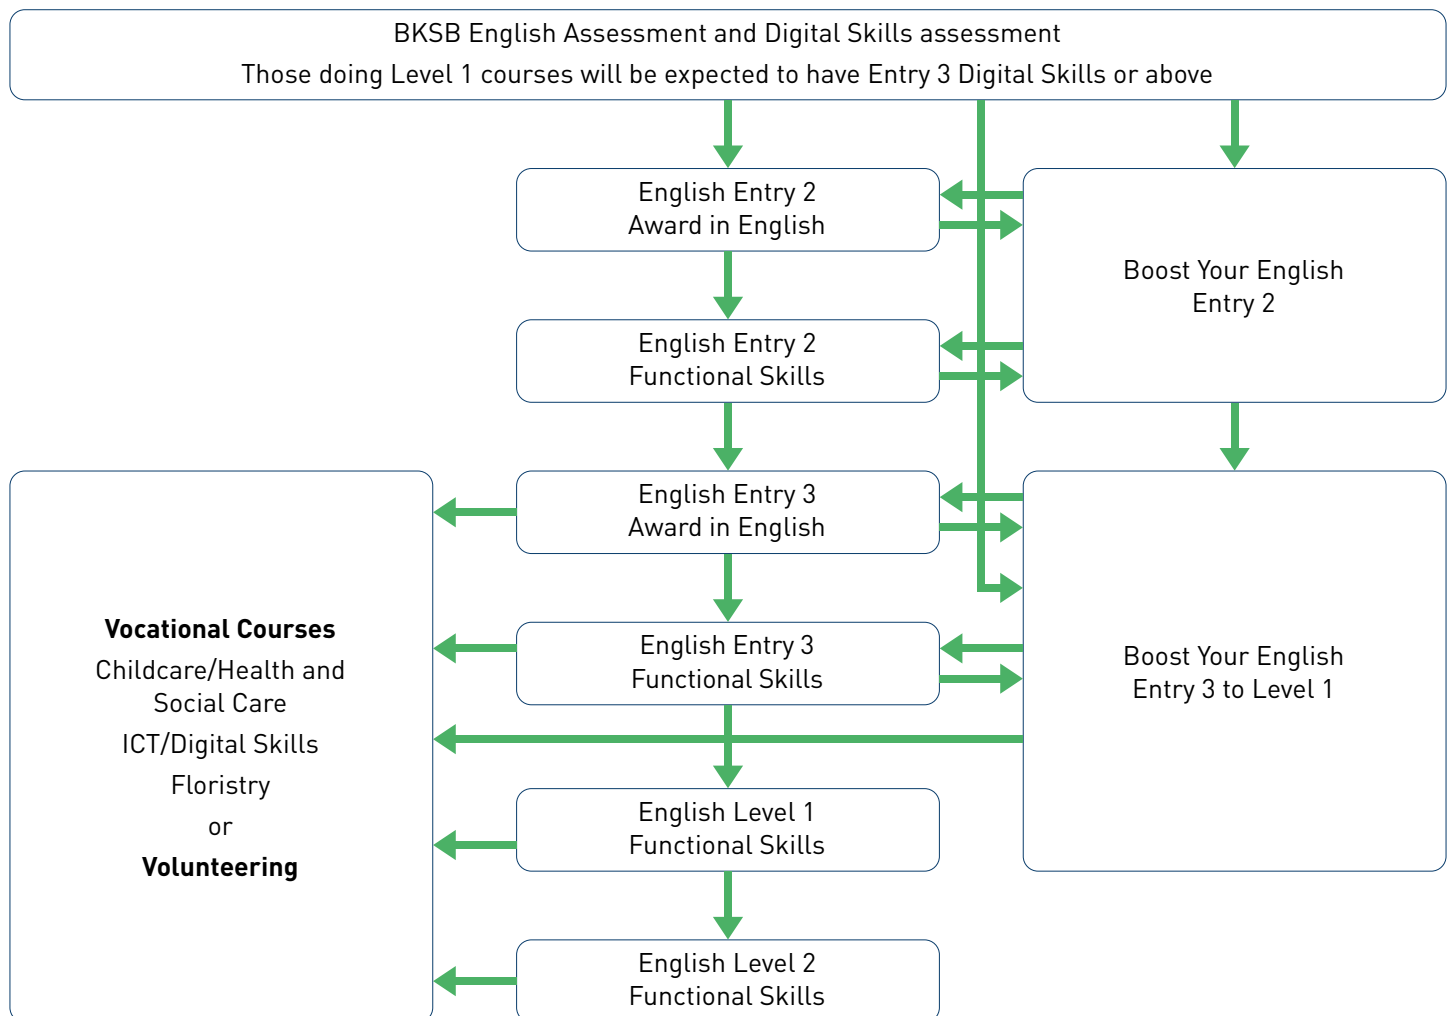 BKSB English Assessment and Digital Skills assessment
Those doing Level 1 courses will be expected to have Entry 3 Digital Skills or above
English Entry 2
Award in English
Boost Your English
Entry 2
English Entry 2
Functional Skills
English Entry 3
Award in English
Vocational Courses
Childcare/Health and
Social Care
ICT/Digital Skills
Floristry
or
Volunteering
English Entry 3
Functional Skills
Boost Your English
Entry 3 to Level 1
English Level 1
Functional Skills
English Level 2
Functional Skills